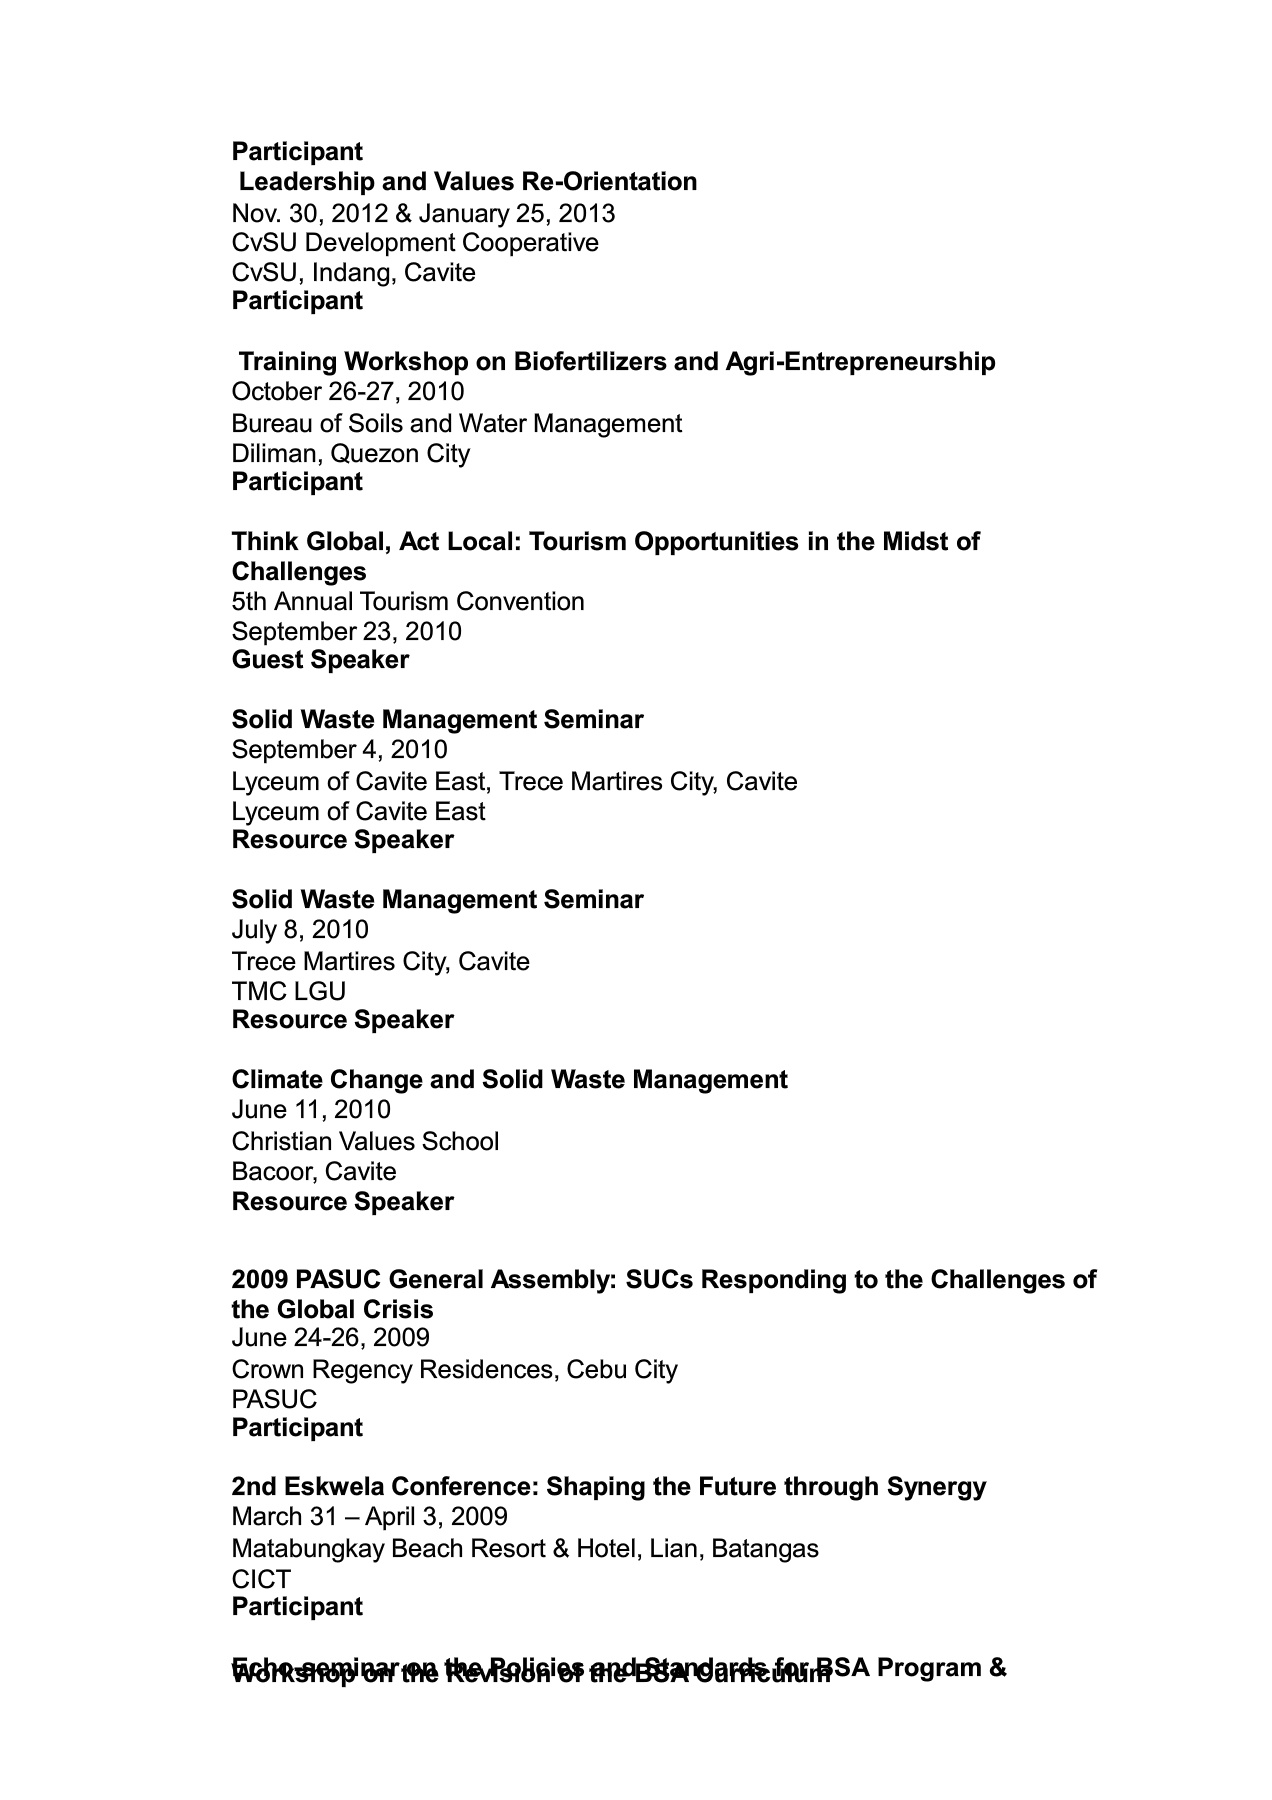 Participant
Leadership and Values Re-Orientation
Nov. 30, 2012 & January 25, 2013
CvSU Development Cooperative
CvSU, Indang, Cavite
Participant
Training Workshop on Biofertilizers and Agri-Entrepreneurship
October 26-27, 2010
Bureau of Soils and Water Management
Diliman, Quezon City
Participant
Think Global, Act Local: Tourism Opportunities in the Midst of
Challenges
5th Annual Tourism Convention
September 23, 2010
Guest Speaker
Solid Waste Management Seminar
September 4, 2010
Lyceum of Cavite East, Trece Martires City, Cavite
Lyceum of Cavite East
Resource Speaker
Solid Waste Management Seminar
July 8, 2010
Trece Martires City, Cavite
TMC LGU
Resource Speaker
Climate Change and Solid Waste Management
June 11, 2010
Christian Values School
Bacoor, Cavite
Resource Speaker
2009 PASUC General Assembly: SUCs Responding to the Challenges of
the Global Crisis
June 24-26, 2009
Crown Regency Residences, Cebu City
PASUC
Participant
2nd Eskwela Conference: Shaping the Future through Synergy
March 31 – April 3, 2009
Matabungkay Beach Resort & Hotel, Lian, Batangas
CICT
Participant
Echo-seminar on the Policies and Standards for BSA Program &
Workshop on the Revision of the BSA Curriculum